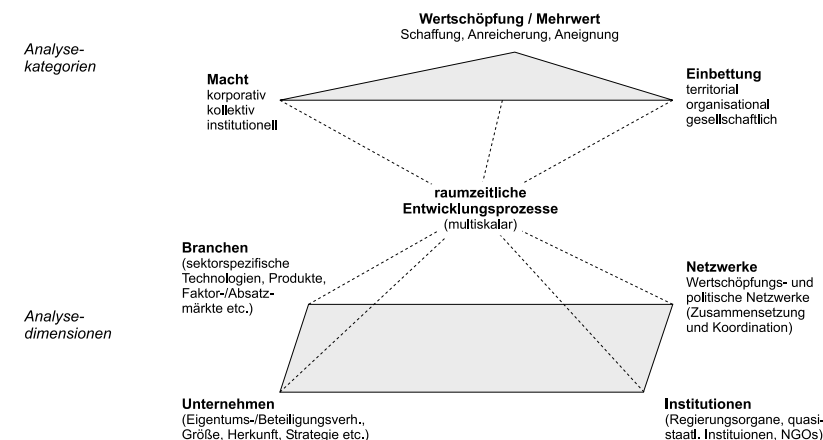 Wertschöpfung / Mehrwert
Schaffung, Anreicherung, Aneignung
Analyse-
kategorien
Macht
korporativ
kollektiv
institutionell
Einbettung
territorial
organisational
gesellschaftlich
raumzeitliche
Entwicklungsprozesse
(multiskalar)
Branchen
(sektorspezifische
Technologien, Produkte,
Faktor-/Absatz-
märkte etc.)
Netzwerke
Wertschöpfungs- und
politische Netzwerke
(Zusammensetzung
und Koordination)
Analyse-
dimensionen
Unternehmen
(Eigentums-/Beteiligungsverh.,
Größe, Herkunft, Strategie etc.)
Institutionen
(Regierungsorgane, quasi-
staatl. Instituionen, NGOs)